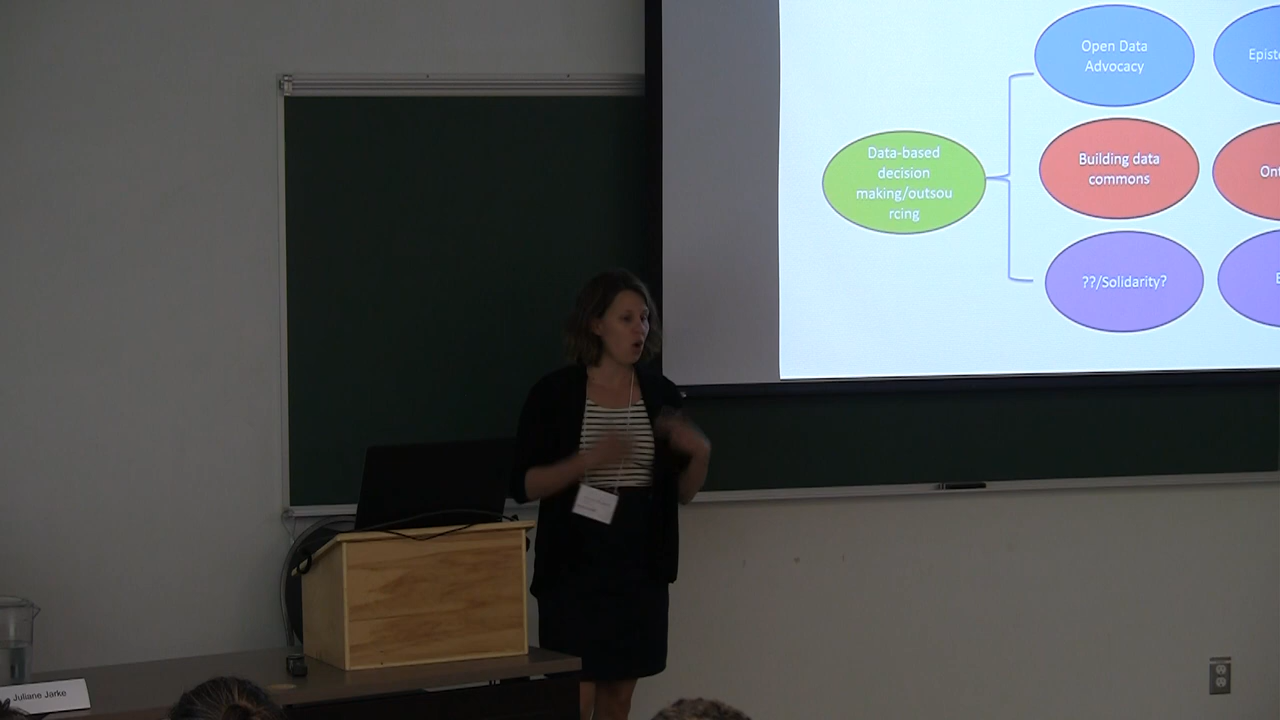 Open Data
Advocacy
Data-based
decision
making/outsou
rcing
Building data
commons
??/Solidarity?
Juliane Jarke